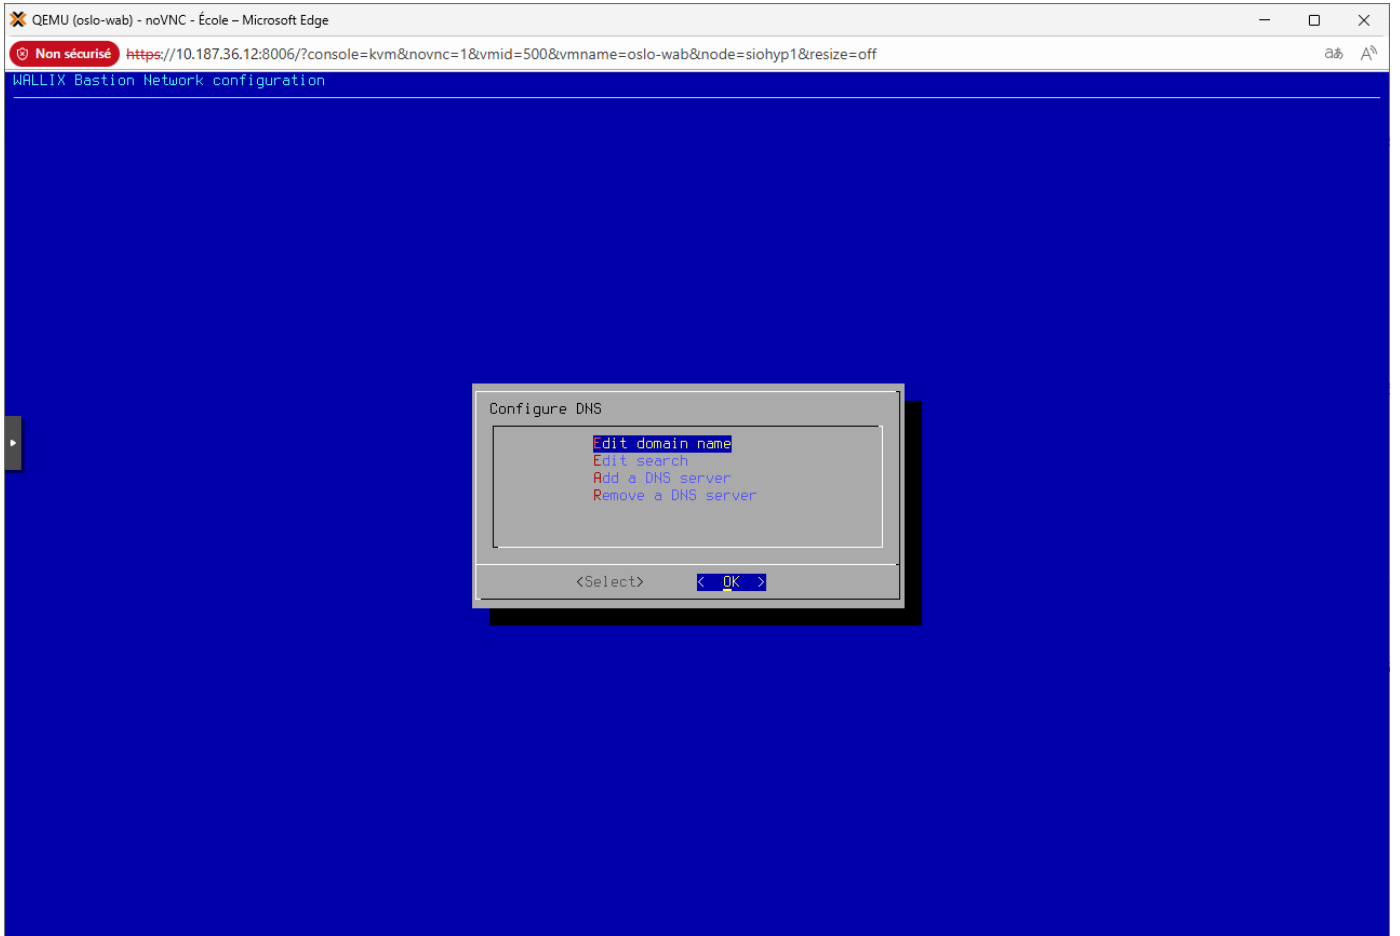 QEMU (oslo-wab) - noVNC - École – Microsoft Edge
Non sécurisé https://10.187.36.12:8006/?console=kvm&novnc=1&vmid=500&vmname=oslo-wab&node=siohyp1&resize=off
WALLIX Bastion Network configuration
Configure DNS
Edit domain name
Edit search
Add a DNS server
Remove a DNS server
<Select> < OK >